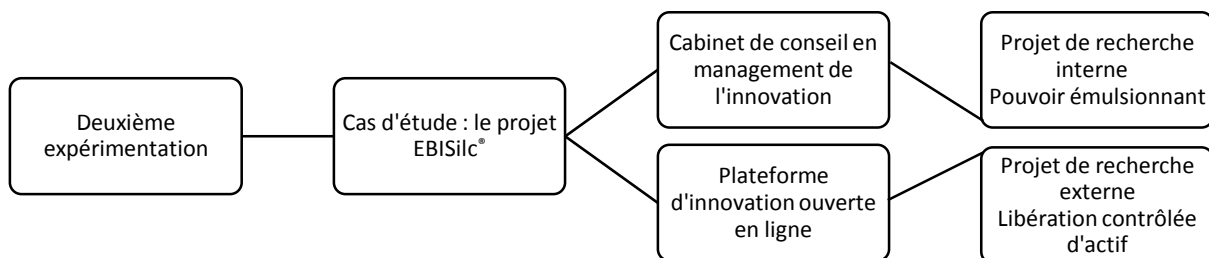 Deuxième
expérimentation
Cas d'étude : le projet
EBISilc®
Cabinet de conseil en
management de
l'innovation
Plateforme
d'innovation ouverte
en ligne
Projet de recherche
interne
Pouvoir émulsionnant
Projet de recherche
externe
Libération contrôlée
d'actif